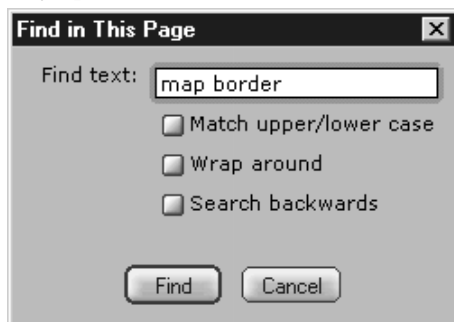 Find in This Page
Find text: map border
Match upper/lower case
Wrap around
Search backwards
Find Cancel